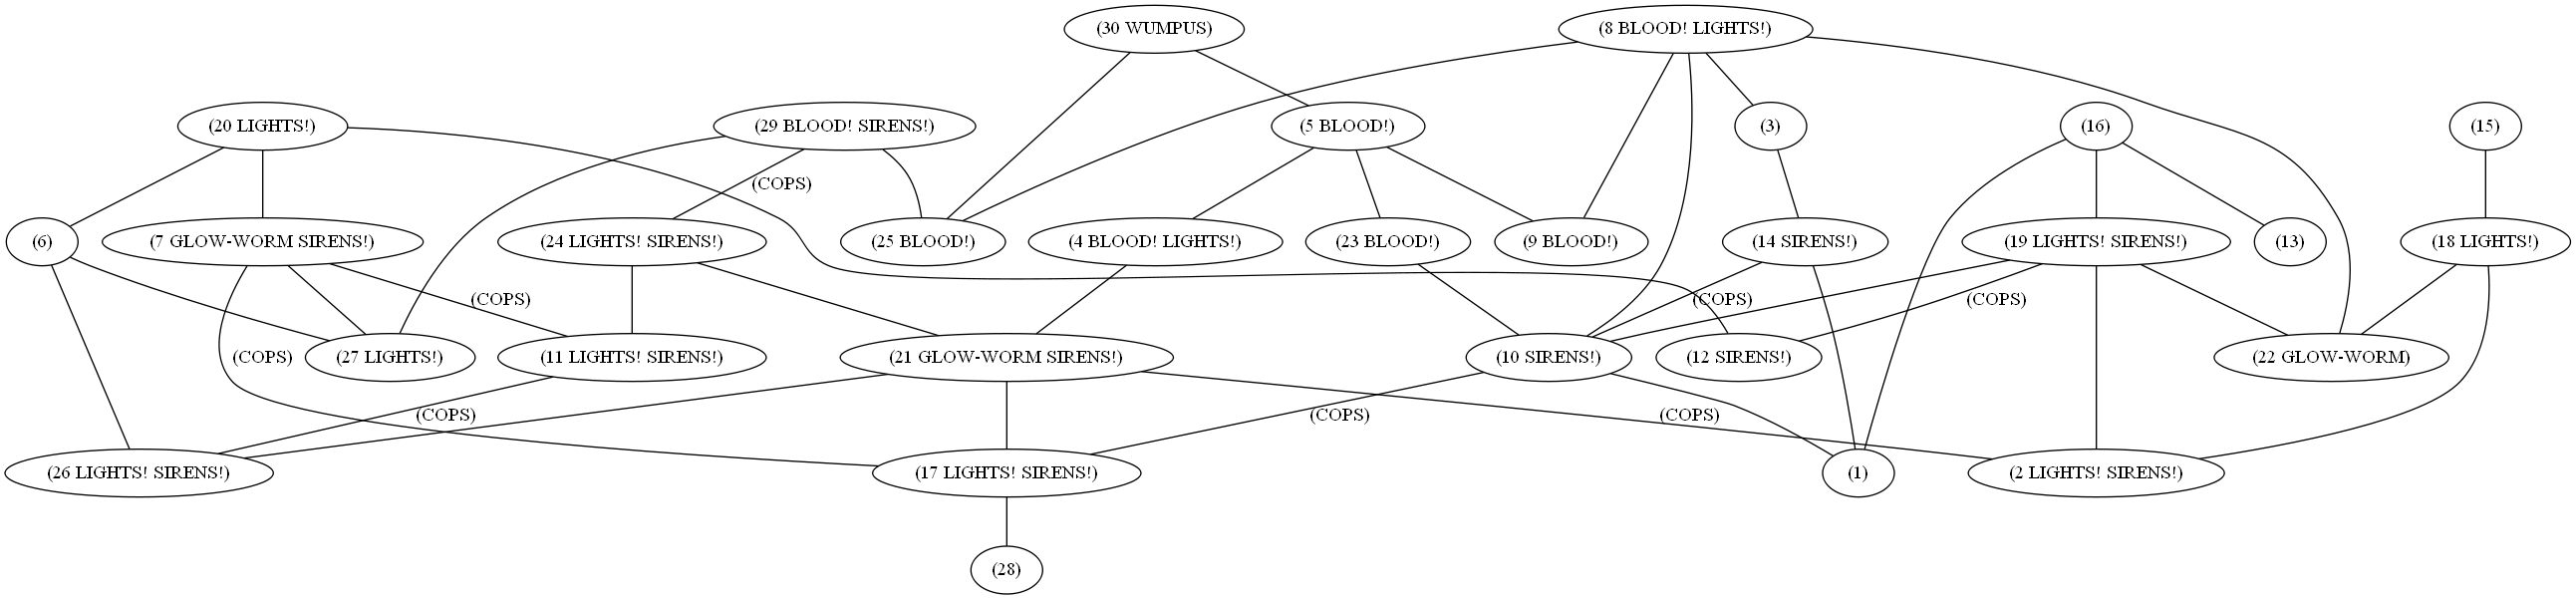 (30 WUMPUS)
(8 BLOOD! LIGHTS!)
(20 LIGHTS!)
(29 BLOOD! SIRENS!)
(5 BLOOD!)
(3)
(16)
(15)
(COPS)
(6)
(7 GLOW-WORM SIRENS!)
(24 LIGHTS! SIRENS!)
(25 BLOOD!)
(4 BLOOD! LIGHTS!)
(23 BLOOD!)
(9 BLOOD!)
(14 SIRENS!)
(19 LIGHTS! SIRENS!)
(13)
(18 LIGHTS!)
(COPS)
(COPS)
(COPS)
(COPS)
(27 LIGHTS!)
(11 LIGHTS! SIRENS!)
(21 GLOW-WORM SIRENS!)
(10 SIRENS!)
(12 SIRENS!)
(22 GLOW-WORM)
(COPS)
(COPS)
(COPS)
(26 LIGHTS! SIRENS!)
(17 LIGHTS! SIRENS!)
(1)
(2 LIGHTS! SIRENS!)
(28)